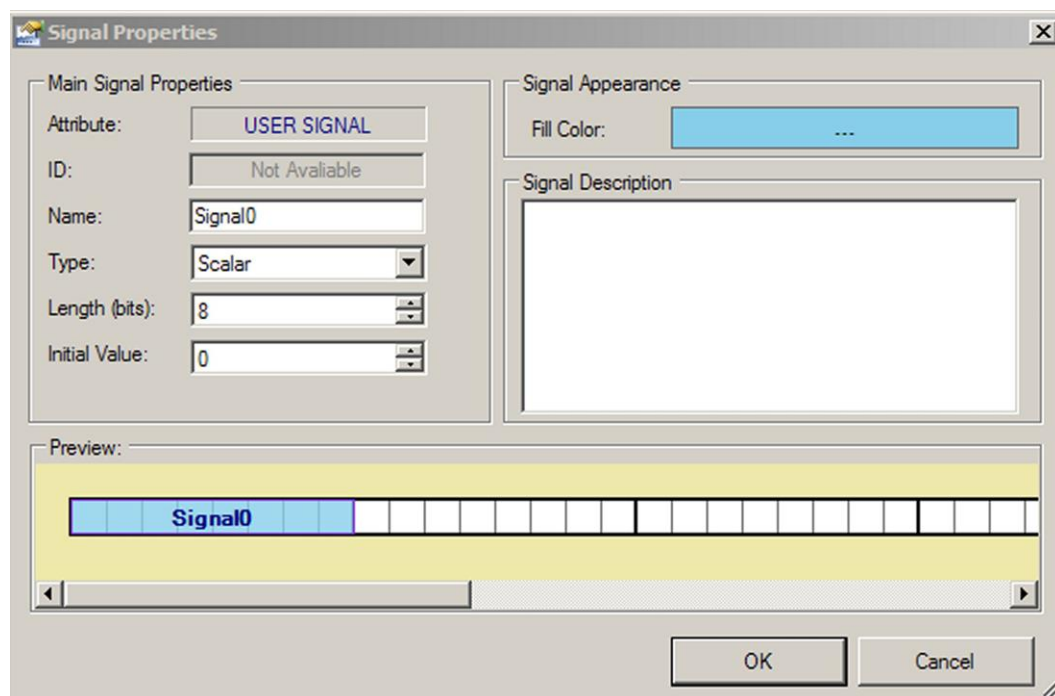 Signal Properties
Main Signal Properties
Attribute: USER SIGNAL
ID: Not Avaliable
Name: Signal0
Type: Scalar
Length (bits): 8
Initial Value: 0
Signal Appearance
Fill Color: ---
Signal Description
Preview:
Signal0
OK Cancel